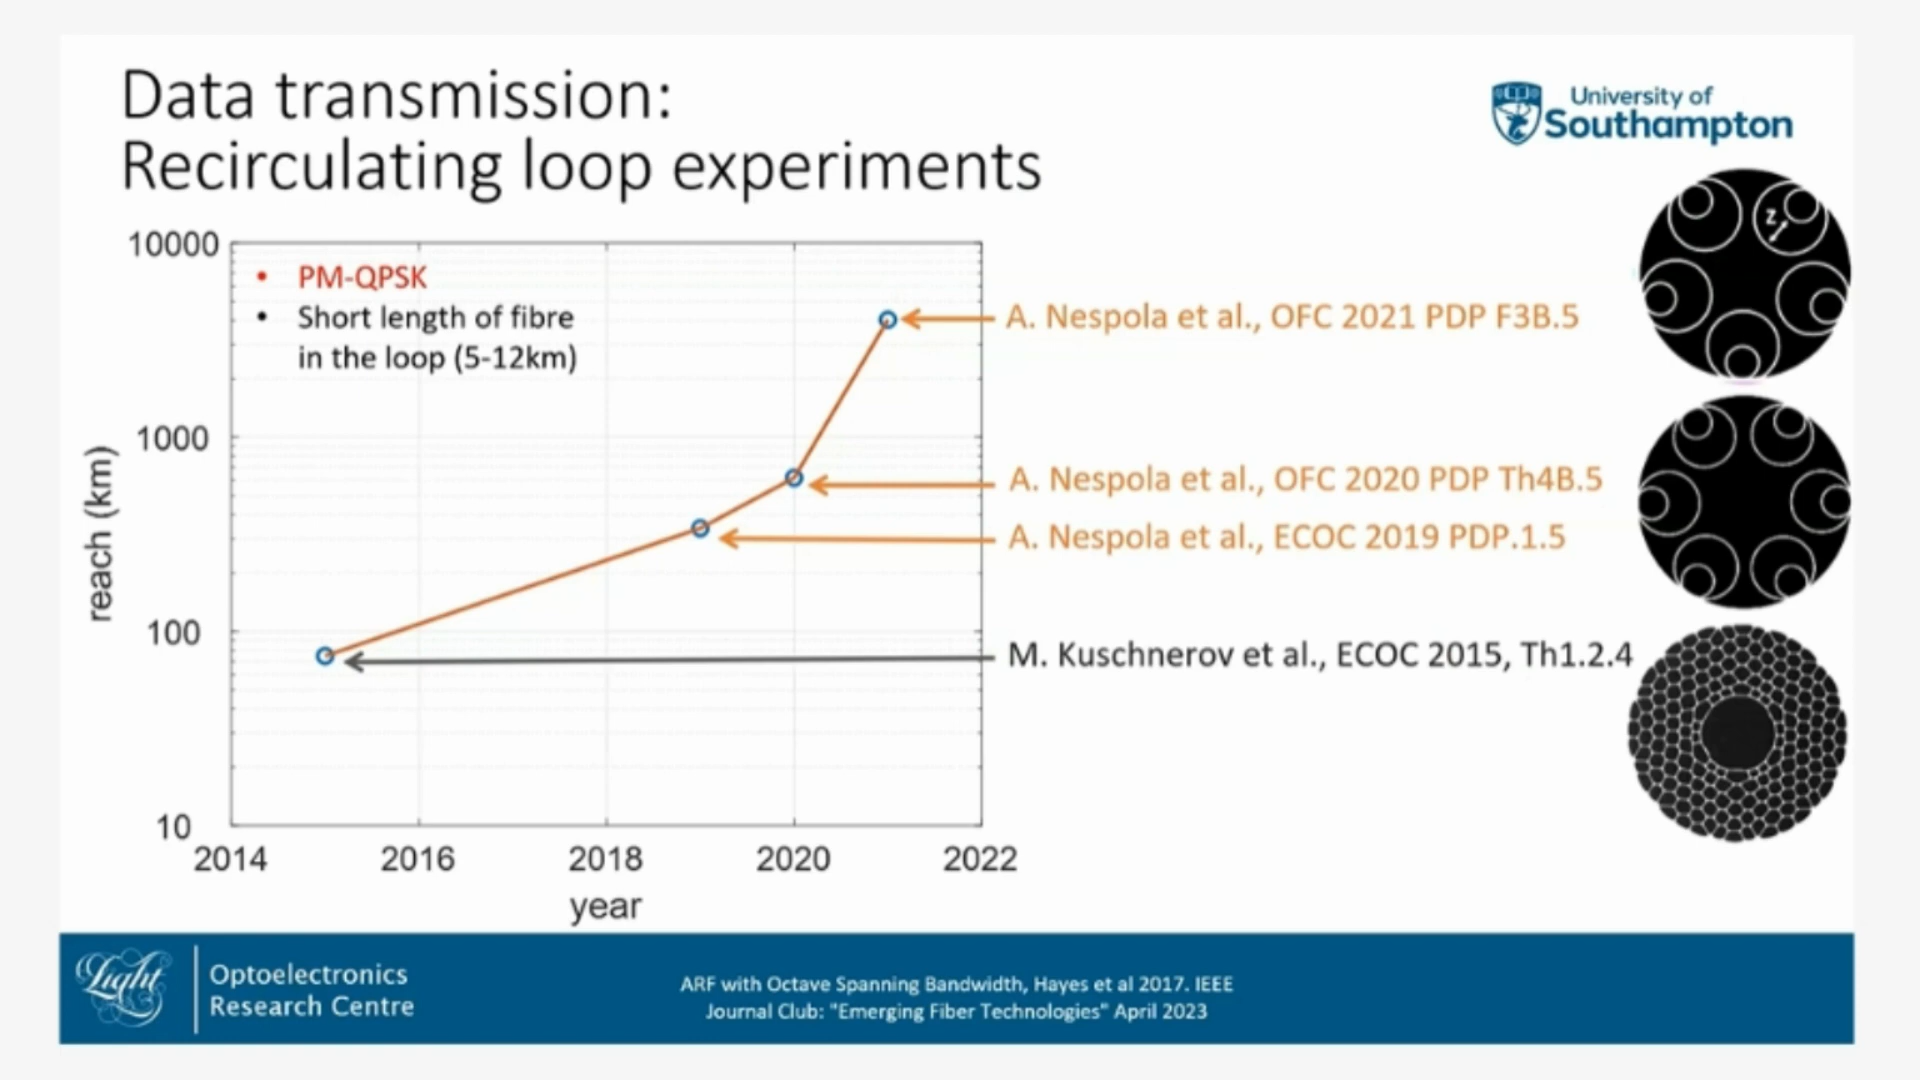 Data transmission:
Recirculating loop experiments
University of
Southampton
10000
1000
100
10
reach (km)
• PM-QPSK
• Short length of fibre
in the loop (5-12km)
A. Nespola et al., OFC 2021 PDP F3B.5
A. Nespola et al., OFC 2020 PDP Th4B.5
A. Nespola et al., ECOC 2019 PDP.1.5
M. Kuschnerov et al., ECOC 2015, Th1.2.4
z
2014 2016 2018 2020 2022
year
Light
Optoelectronics
Research Centre
ARF with Octave Spanning Bandwidth, Hayes et al 2017. IEEE
Journal Club: "Emerging Fiber Technologies" April 2023